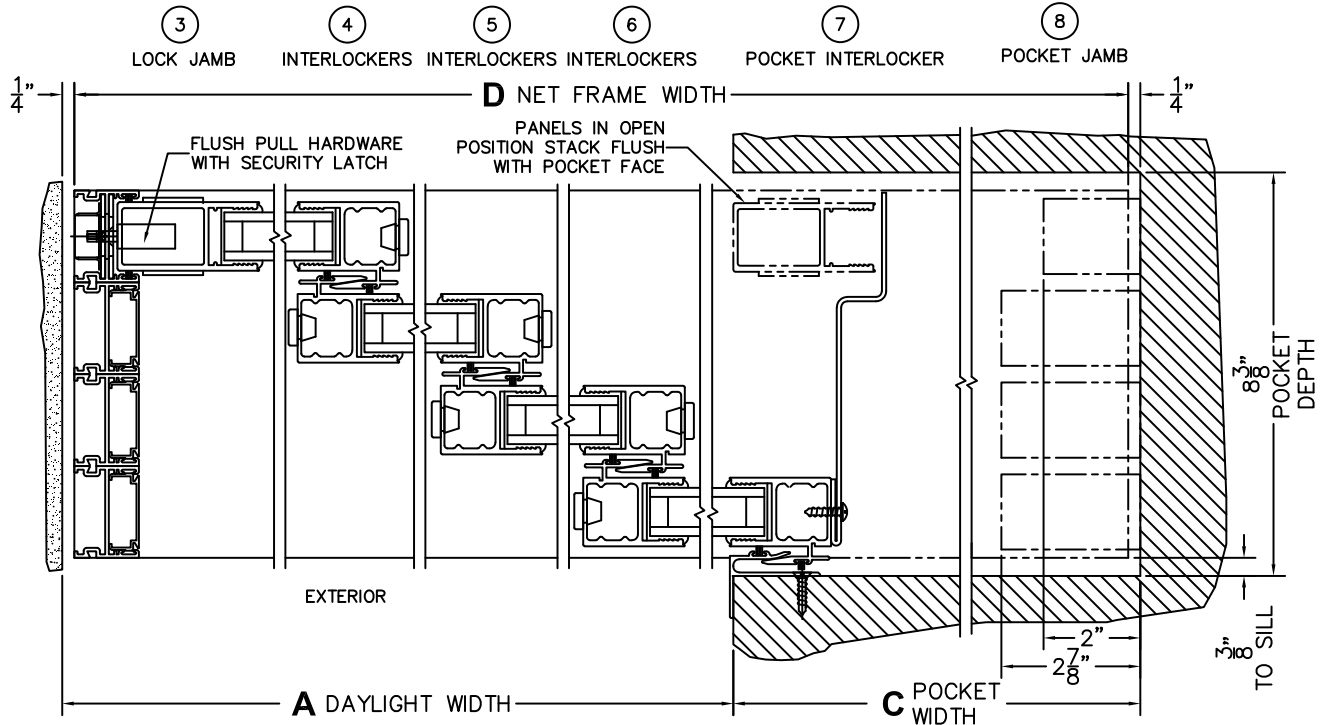 3
LOCK JAMB
4
INTERLOCKERS
5
INTERLOCKERS
6
INTERLOCKERS
7
POCKET INTERLOCKER
8
POCKET JAMB
1/4"
D NET FRAME WIDTH
1/4"
FLUSH PULL HARDWARE
WITH SECURITY LATCH
PANELS IN OPEN
POSITION STACK FLUSH
WITH POCKET FACE
8 3/8"
POCKET
DEPTH
EXTERIOR
3/8"
TO SILL
2"
2 7/8"
A DAYLIGHT WIDTH
C POCKET
WIDTH